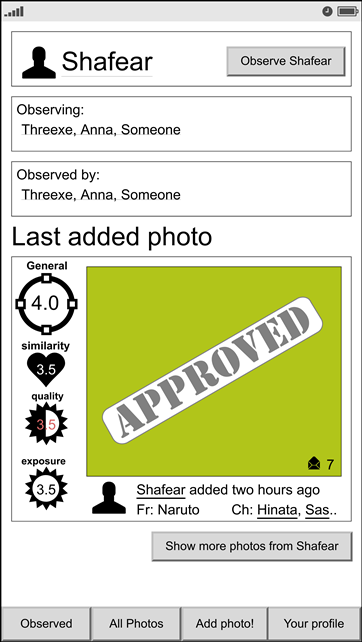 Shafear
Observe Shafear
Observing:
Threexe, Anna, Someone
Observed by:
Threexe, Anna, Someone
Last added photo
General
4.0
similarity
3.5
quality
3.5
exposure
3.5
APPROVED
7
Shafear added two hours ago
Fr: Naruto Ch: Hinata, Sas..
Show more photos from Shafear
Observed All Photos Add photo! Your profile